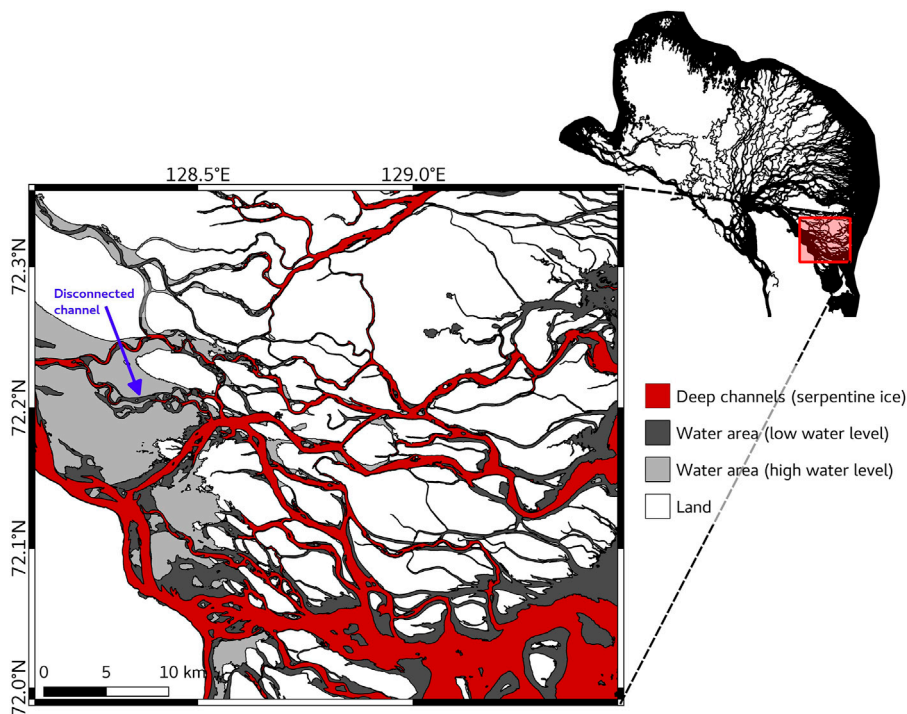 128.5°E
129.0°E
72.3°N
72.2°N
72.1°N
72.0°N
Disconnected
channel
0
5
10 km
Deep channels (serpentine ice)
Water area (low water level)
Water area (high water level)
Land